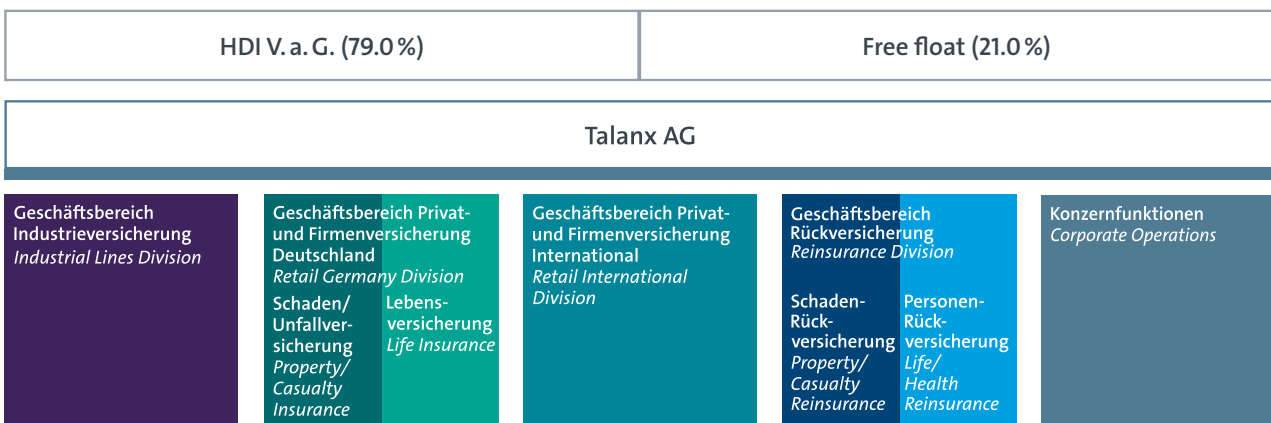 HDI V. a. G. (79.0 %)
Free float (21.0 %)
Talanx AG
Geschäftsbereich
Industrieversicherung
Industrial Lines Division
Geschäftsbereich Privat-
und Firmenversicherung
Deutschland
Retail Germany Division
Schaden/
Unfallver-
sicherung
Property/
Casualty
Insurance
Lebens-
versicherung
Life Insurance
Geschäftsbereich Privat-
und Firmenversicherung
International
Retail International
Division
Geschäftsbereich
Rückversicherung
Reinsurance Division
Schaden-
Rück-
versicherung
Property/
Casualty
Reinsurance
Personen-
Rück-
versicherung
Life/
Health
Reinsurance
Konzernfunktionen
Corporate Operations